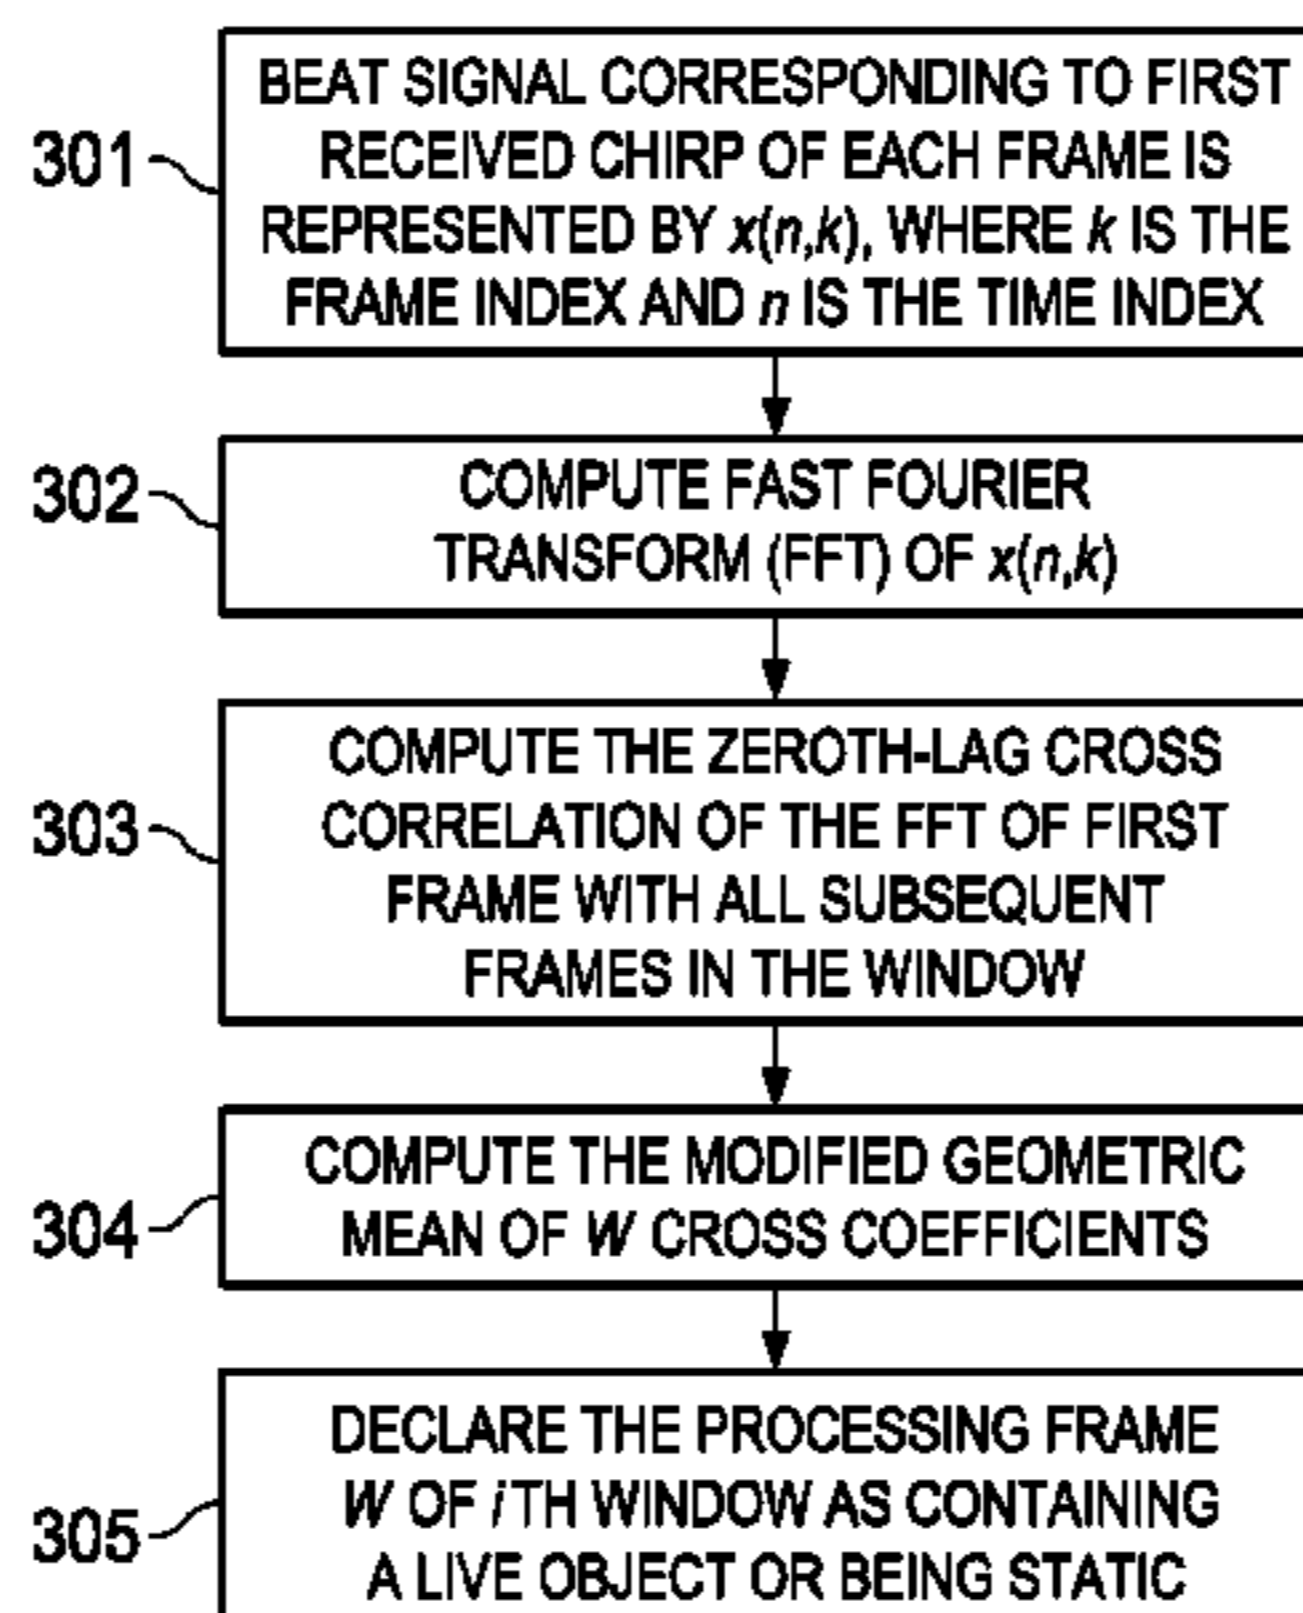 BEAT SIGNAL CORRESPONDING TO FIRST
301 RECEIVED CHIRP OF EACH FRAME IS
REPRESENTED BY x(n,k), WHERE k IS THE
FRAME INDEX AND n IS THE TIME INDEX
302 COMPUTE FAST FOURIER
TRANSFORM (FFT) OF x(n,k)
COMPUTE THE ZEROTH-LAG CROSS
303 CORRELATION OF THE FFT OF FIRST
FRAME WITH ALL SUBSEQUENT
FRAMES IN THE WINDOW
COMPUTE THE MODIFIED GEOMETRIC
304 MEAN OF W CROSS COEFFICIENTS
DECLARE THE PROCESSING FRAME
W OF iTH WINDOW AS CONTAINING
305 A LIVE OBJECT OR BEING STATIC